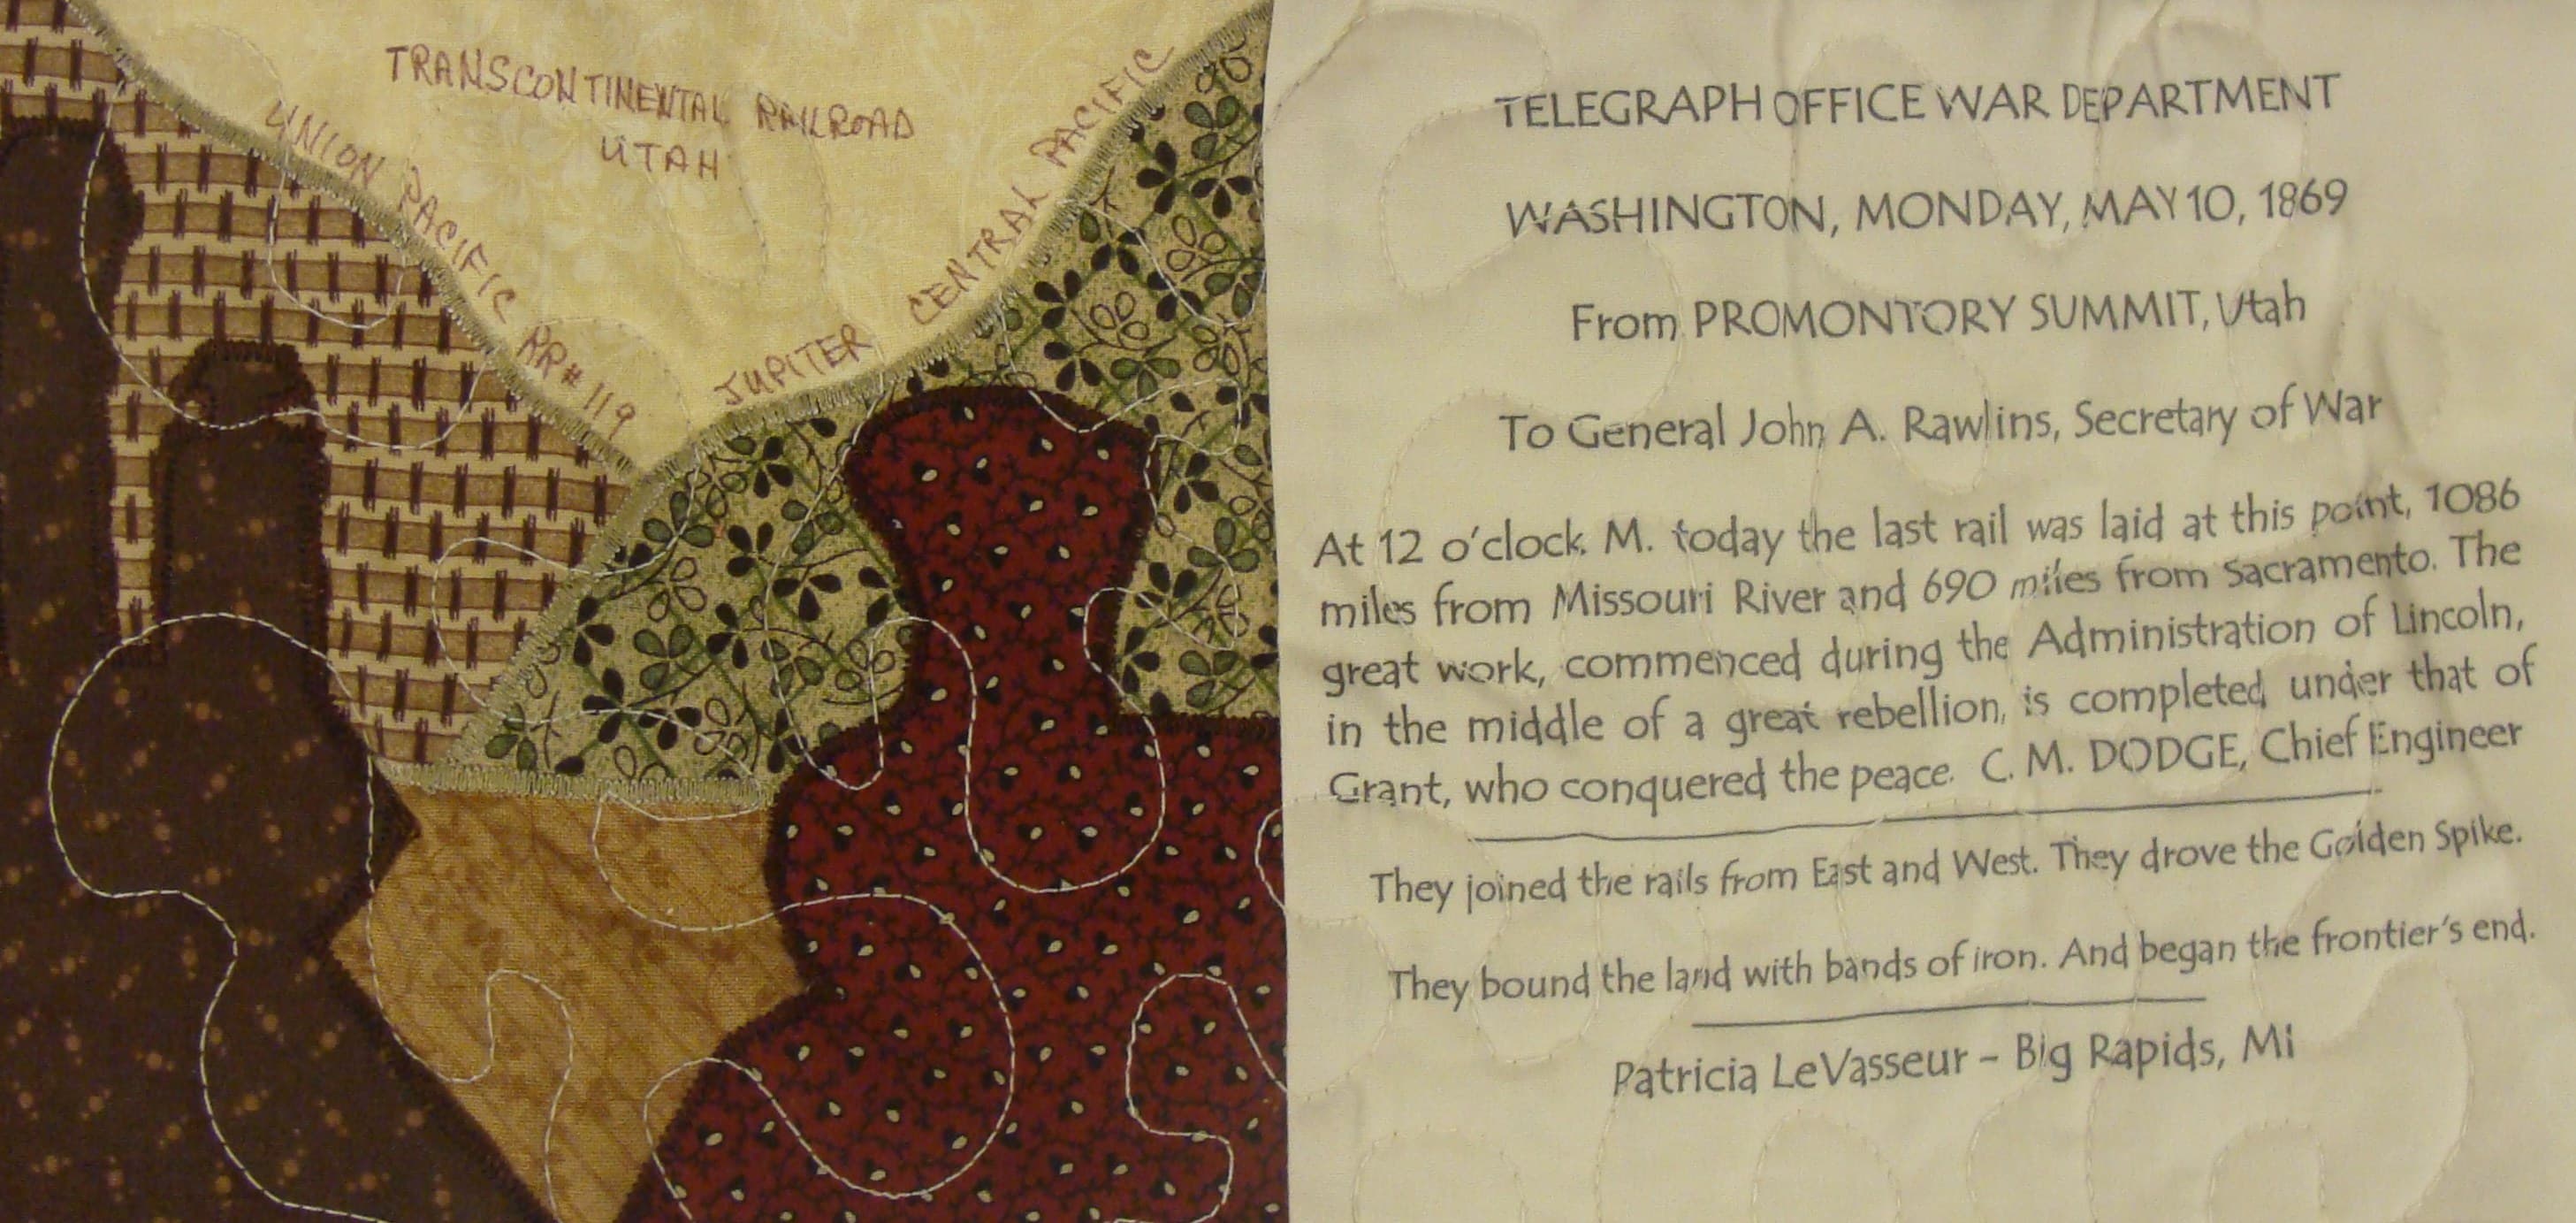 TRANSCONTINENTAL RAILROAD
UTAH
UNION PACIFIC RR# 119
JUPITER CENTRAL PACIFIC
TELEGRAPH OFFICE WAR DEPARTMENT
WASHINGTON, MONDAY, MAY 10, 1869
From PROMONTORY SUMMIT, Utah
To General John A. Rawlins, Secretary of War
At 12 o'clock. M. today the last rail was laid at this point, 1086
miles from Missouri River and 690 miles from Sacramento. The
great work, commenced during the Administration of Lincoln,
in the middle of a great rebellion, is completed under that of
Grant, who conquered the peace. C. M. DODGE, Chief Engineer
They joined the rails from East and West. They drove the Golden Spike.
They bound the land with bands of iron. And began the frontier's end.
Patricia LeVasseur – Big Rapids, Mi